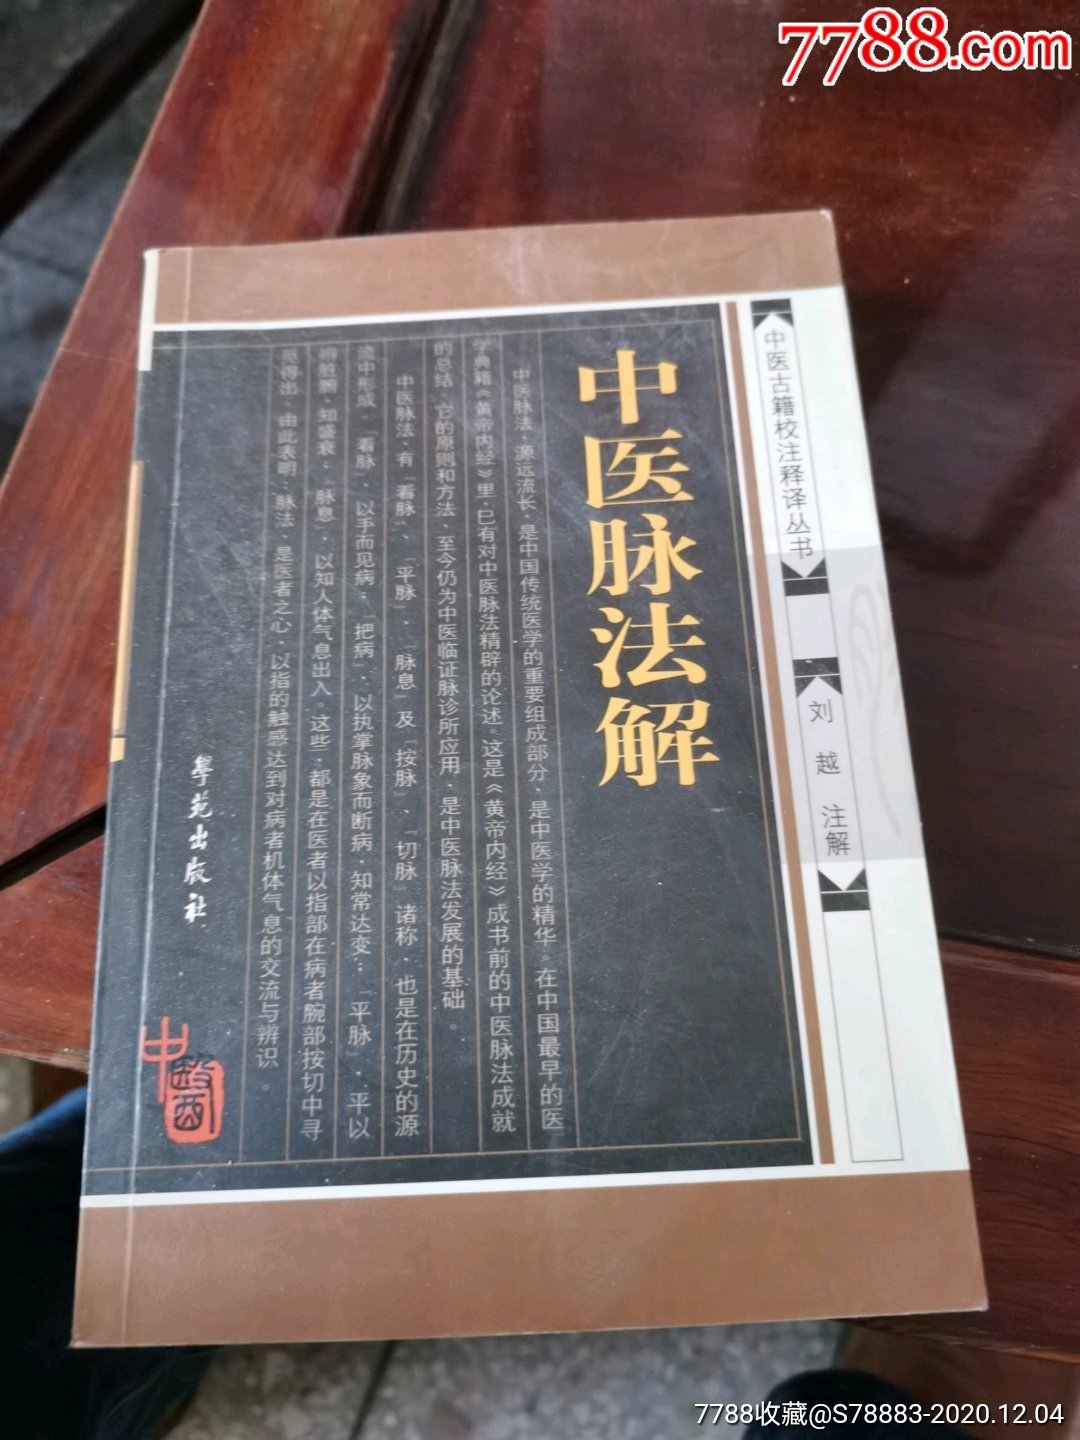 7788.com
中医古籍校注释译丛书
刘越 注解
中医脉法解
中医脉法，源远流长，是中国传统医学的重要组成部分，是中医学的精华。在中国最早的医
学典籍《黄帝内经》里，已有对中医脉法精辟的论述。这是《黄帝内经》成书前的中医脉法成就
的总结，它的原则和方法，至今仍为中医临证脉诊所应用，是中医脉法发展的基础。
中医脉法，有「看脉」、「平脉」、「脉息」及「按脉」、「切脉」诸称，也是在历史的源
流中形成，「看脉」，以手而见病，「把病」，以执掌脉象而断病，知常达变…「平脉」，平以
辨脏腑，知盛衰，「脉息」，以知人体气息出入。这些，都是在医者以指部在病者腕部按切中寻
觅得出，由此表明：脉法，是医者之心，以指的触感达到对病者机体气息的交流与辨识。
學苑出版社
中醫
7788收藏@S78883-2020.12.04